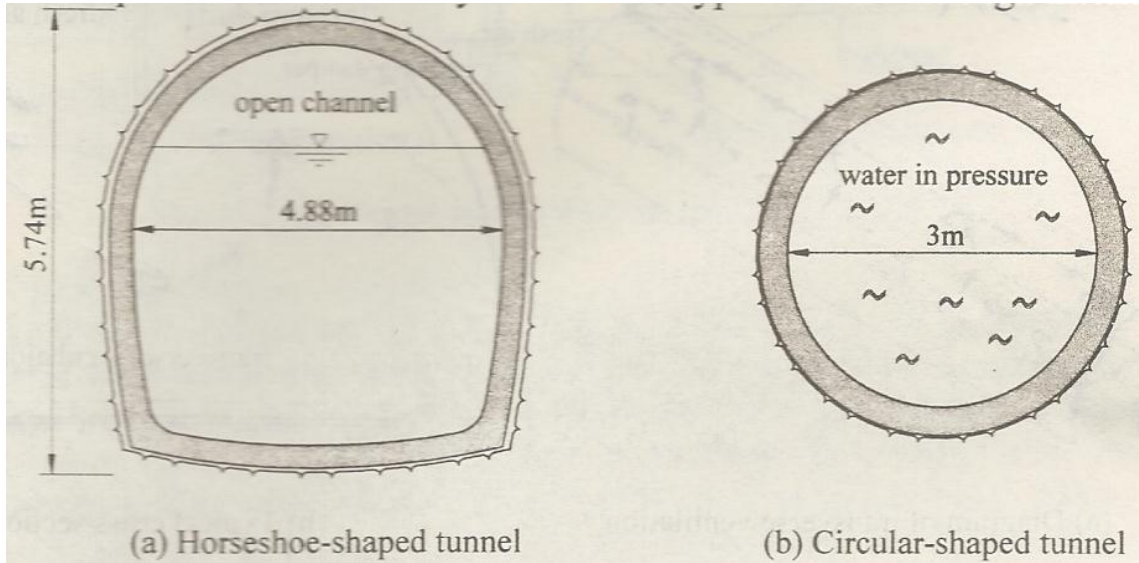 open channel
4.88m
5.74m
(a) Horseshoe-shaped tunnel
water in pressure
3m
(b) Circular-shaped tunnel